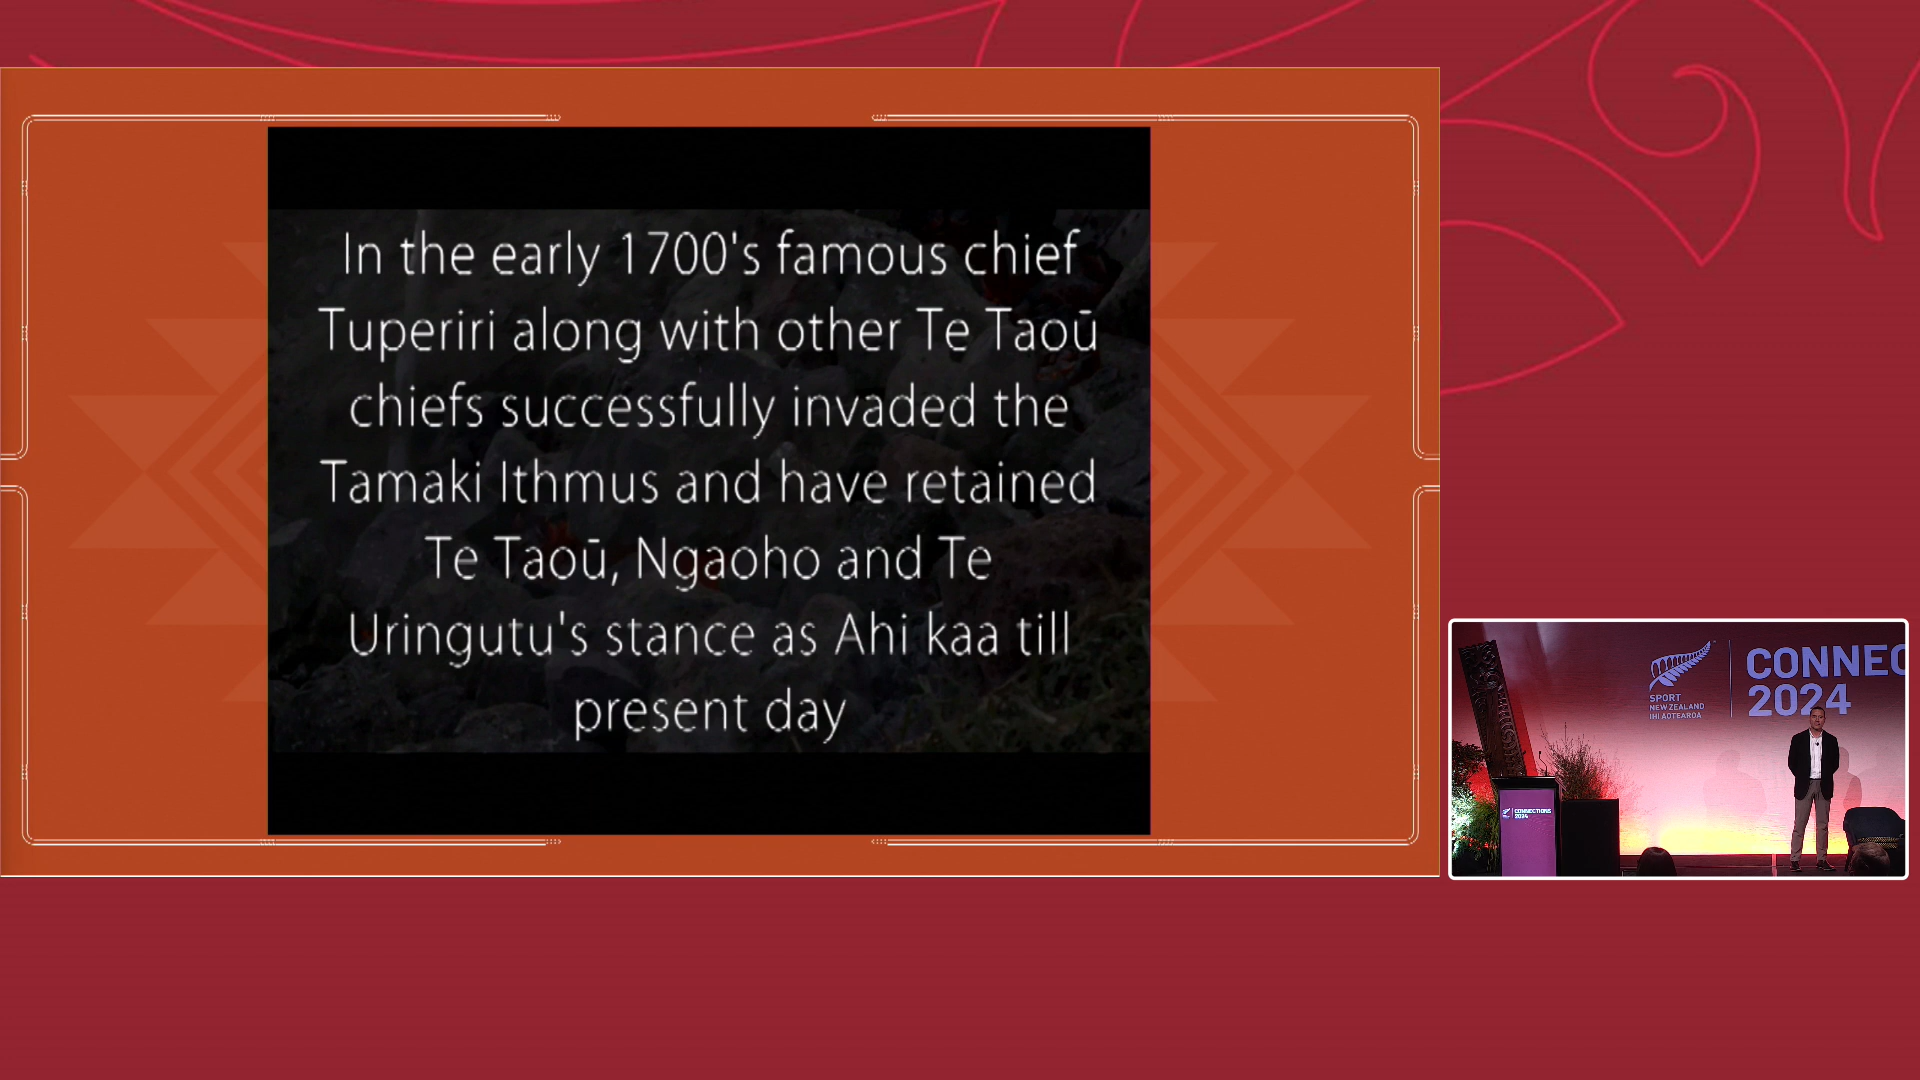 In the early 1700's famous chief
Tuperiri along with other Te Taoū
chiefs successfully invaded the
Tamaki Ithmus and have retained
Te Taoū, Ngaoho and Te
Uringutu's stance as Ahi kaa till
present day
SPORT
NEW ZEALAND
IHI AOTEAROA
CONNEC
2024
CONNECTIONS
2024